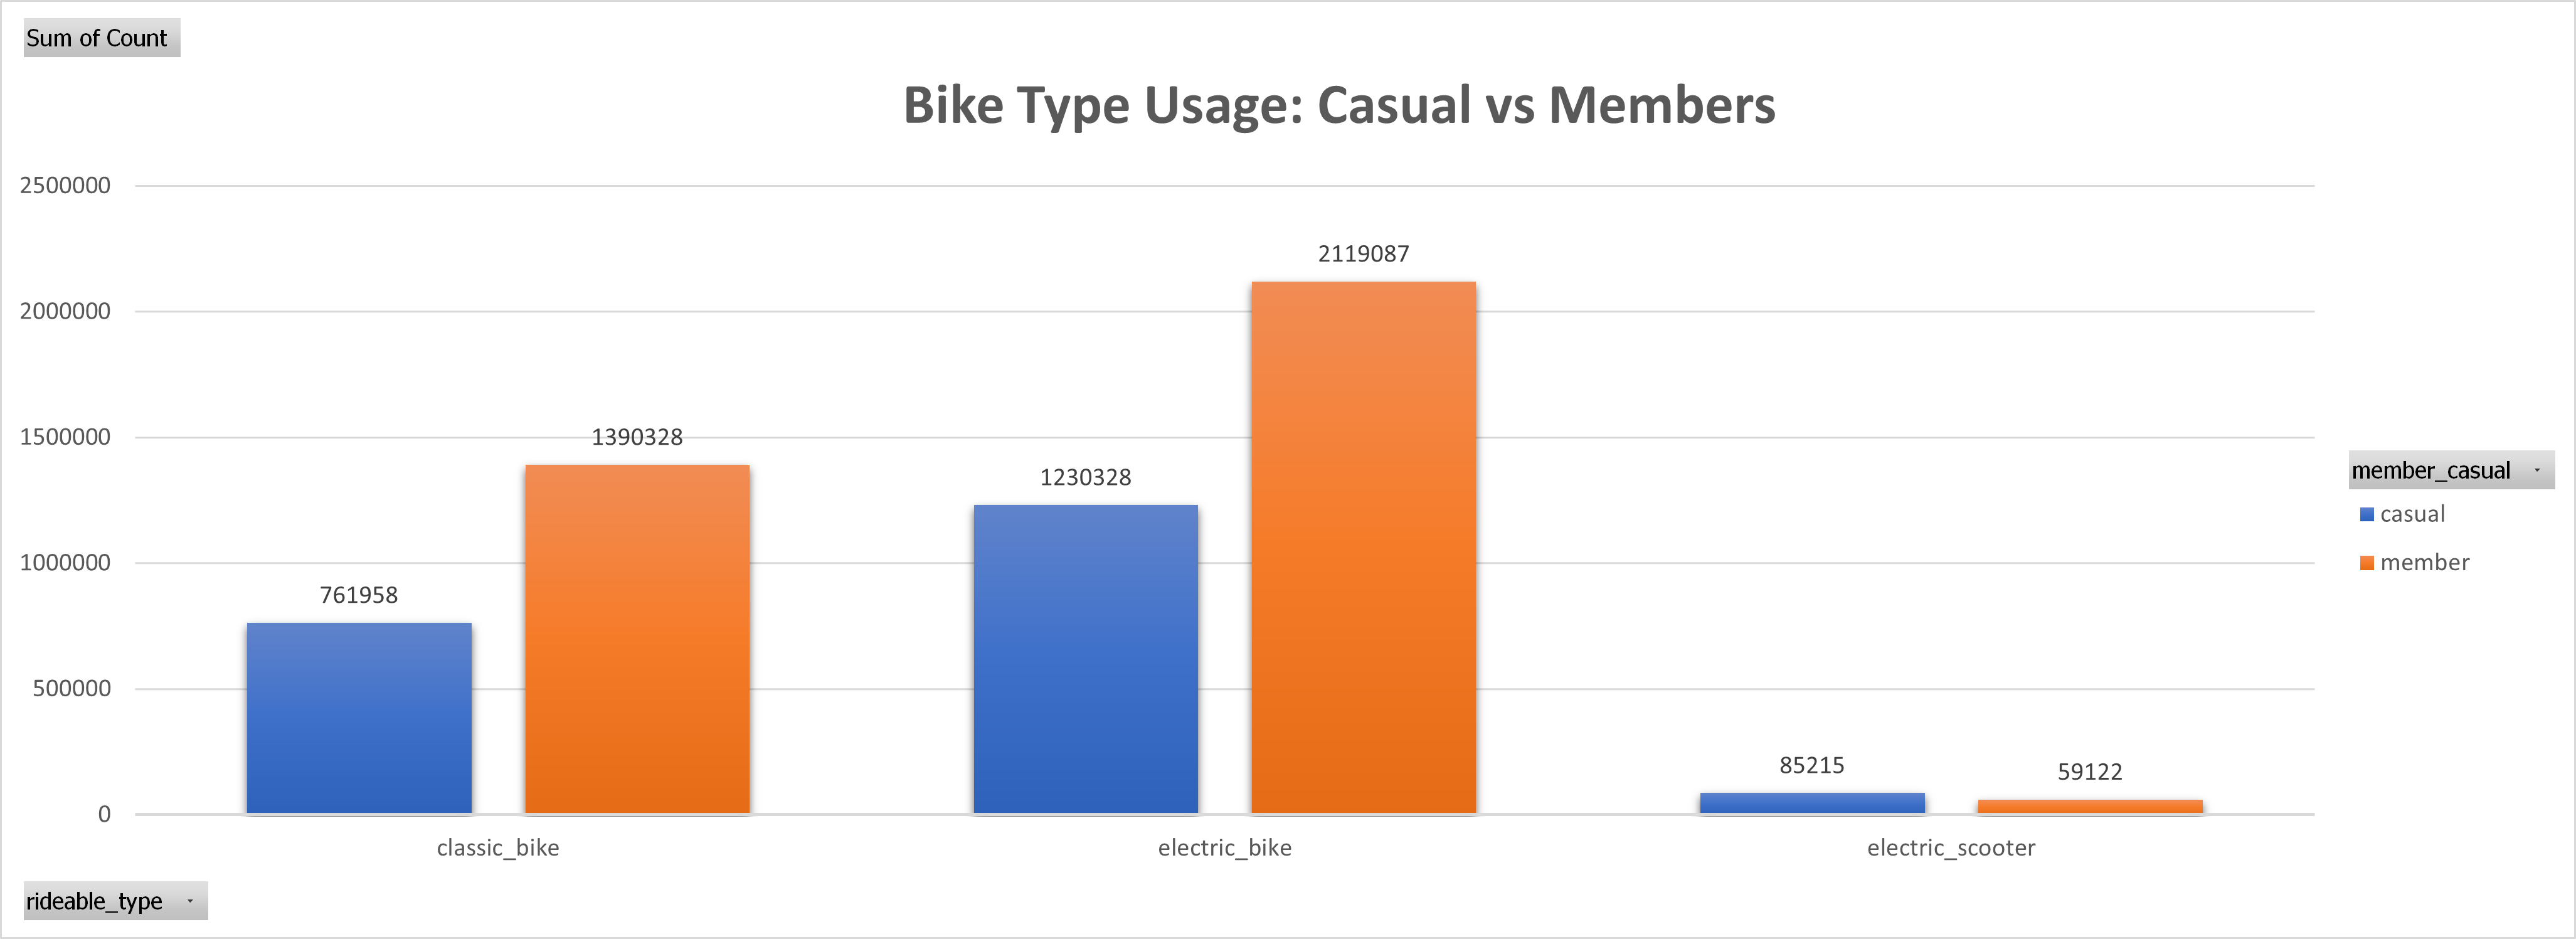 Sum of Count
Bike Type Usage: Casual vs Members
2500000
2000000
1500000
1000000
500000
0
761958
1390328
1230328
2119087
85215
59122
classic_bike
electric_bike
electric_scooter
member_casual
casual
member
rideable_type